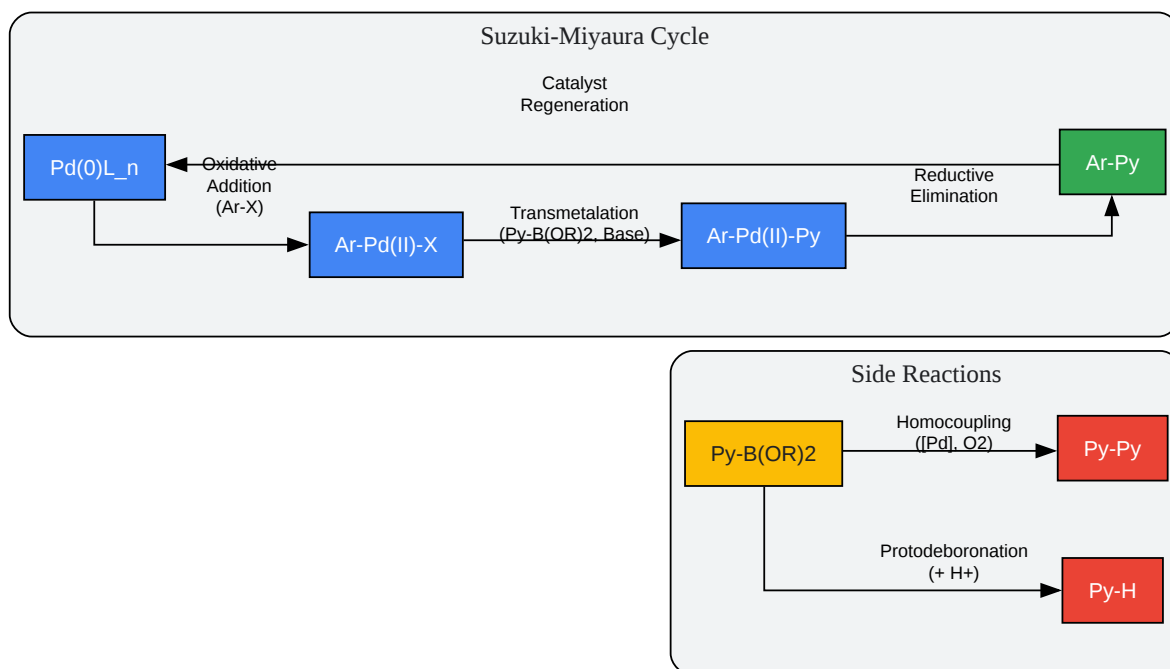 Suzuki-Miyaura Cycle
Catalyst
Regeneration
Pd(0)L_n
Oxidative
Addition
(Ar-X)
Ar-Pd(II)-X
Transmetalation
(Py-B(OR)2, Base)
Ar-Pd(II)-Py
Reductive
Elimination
Ar-Py
Side Reactions
Py-B(OR)2
Homocoupling
([Pd], O2)
Py-Py
Protodeboronation
(+ H+)
Py-H